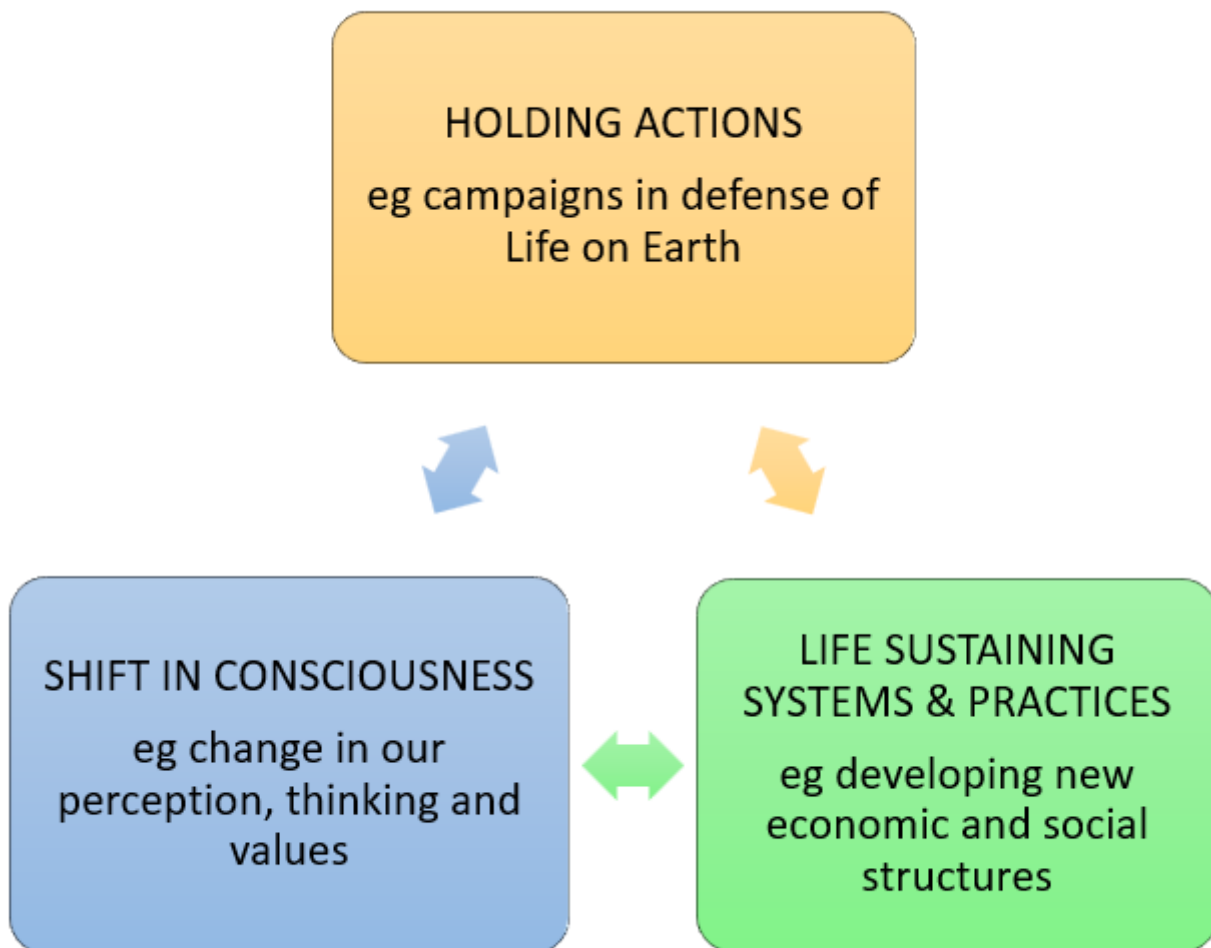 HOLDING ACTIONS
eg campaigns in defense of
Life on Earth
SHIFT IN CONSCIOUSNESS
eg change in our
perception, thinking and
values
LIFE SUSTAINING
SYSTEMS & PRACTICES
eg developing new
economic and social
structures